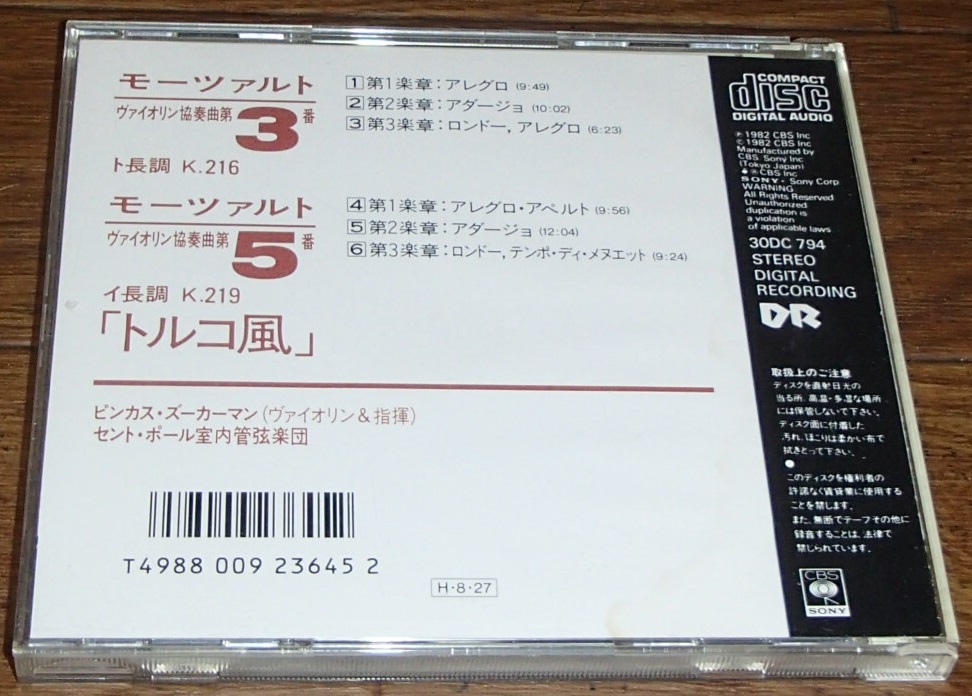 モーツァルト
ヴァイオリン協奏曲第3番
ト長調 K.216
1 第1楽章:アレグロ (9:49)
2 第2楽章:アダージョ (10:02)
3 第3楽章:ロンドー, アレグロ (6:23)
モーツァルト
ヴァイオリン協奏曲第5番
イ長調 K.219
「トルコ風」
4 第1楽章:アレグロ・アペルト (9:56)
5 第2楽章:アダージョ (12:04)
6 第3楽章:ロンドー, テンポ・ディ・メヌエット (9:24)
ピンカス・ズーカーマン(ヴァイオリン&指揮)
セント・ポール室内管弦楽団
T4988 009 23645 2
H・8・27
COMPACT
disc
DIGITAL AUDIO
℗ 1982 CBS Inc
© 1982 CBS Inc
Manufactured by
CBS Sony Inc
(Tokyo Japan)
CBS Inc
SONY・Sony Corp
WARNING
All Rights Reserved
Unauthorized
duplication is
a violation
of applicable laws
30DC 794
STEREO
DIGITAL
RECORDING
DR
取扱上のご注意
ディスクを直射日光の
当る所、高温・多湿な場所
には保管しないで下さい。
ディスク面に付着した
汚れ、ほこりは柔かい布で
拭きとって下さい。
●
このディスクを権利者の
許諾なく賃貸業に使用する
ことを禁じます。
また、無断でテープその他に
録音することは、法律で
禁じられています。
CBS
SONY